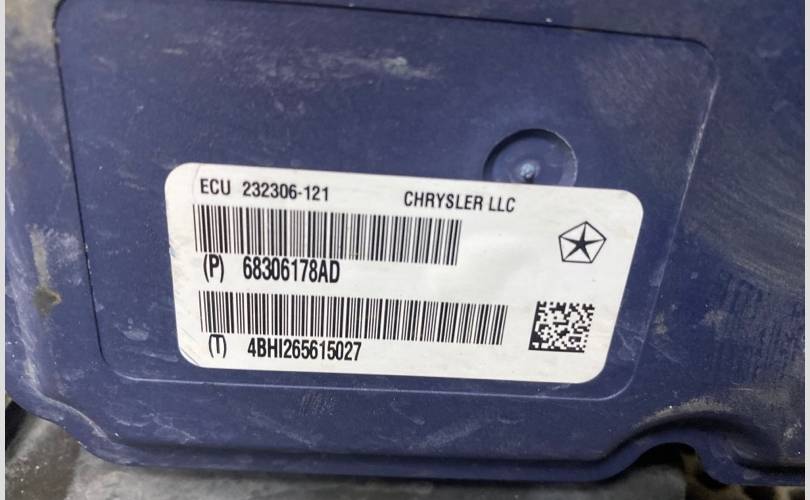 ECU 232306-121 CHRYSLER LLC
(P) 68306178AD
(T) 4BHI265615027